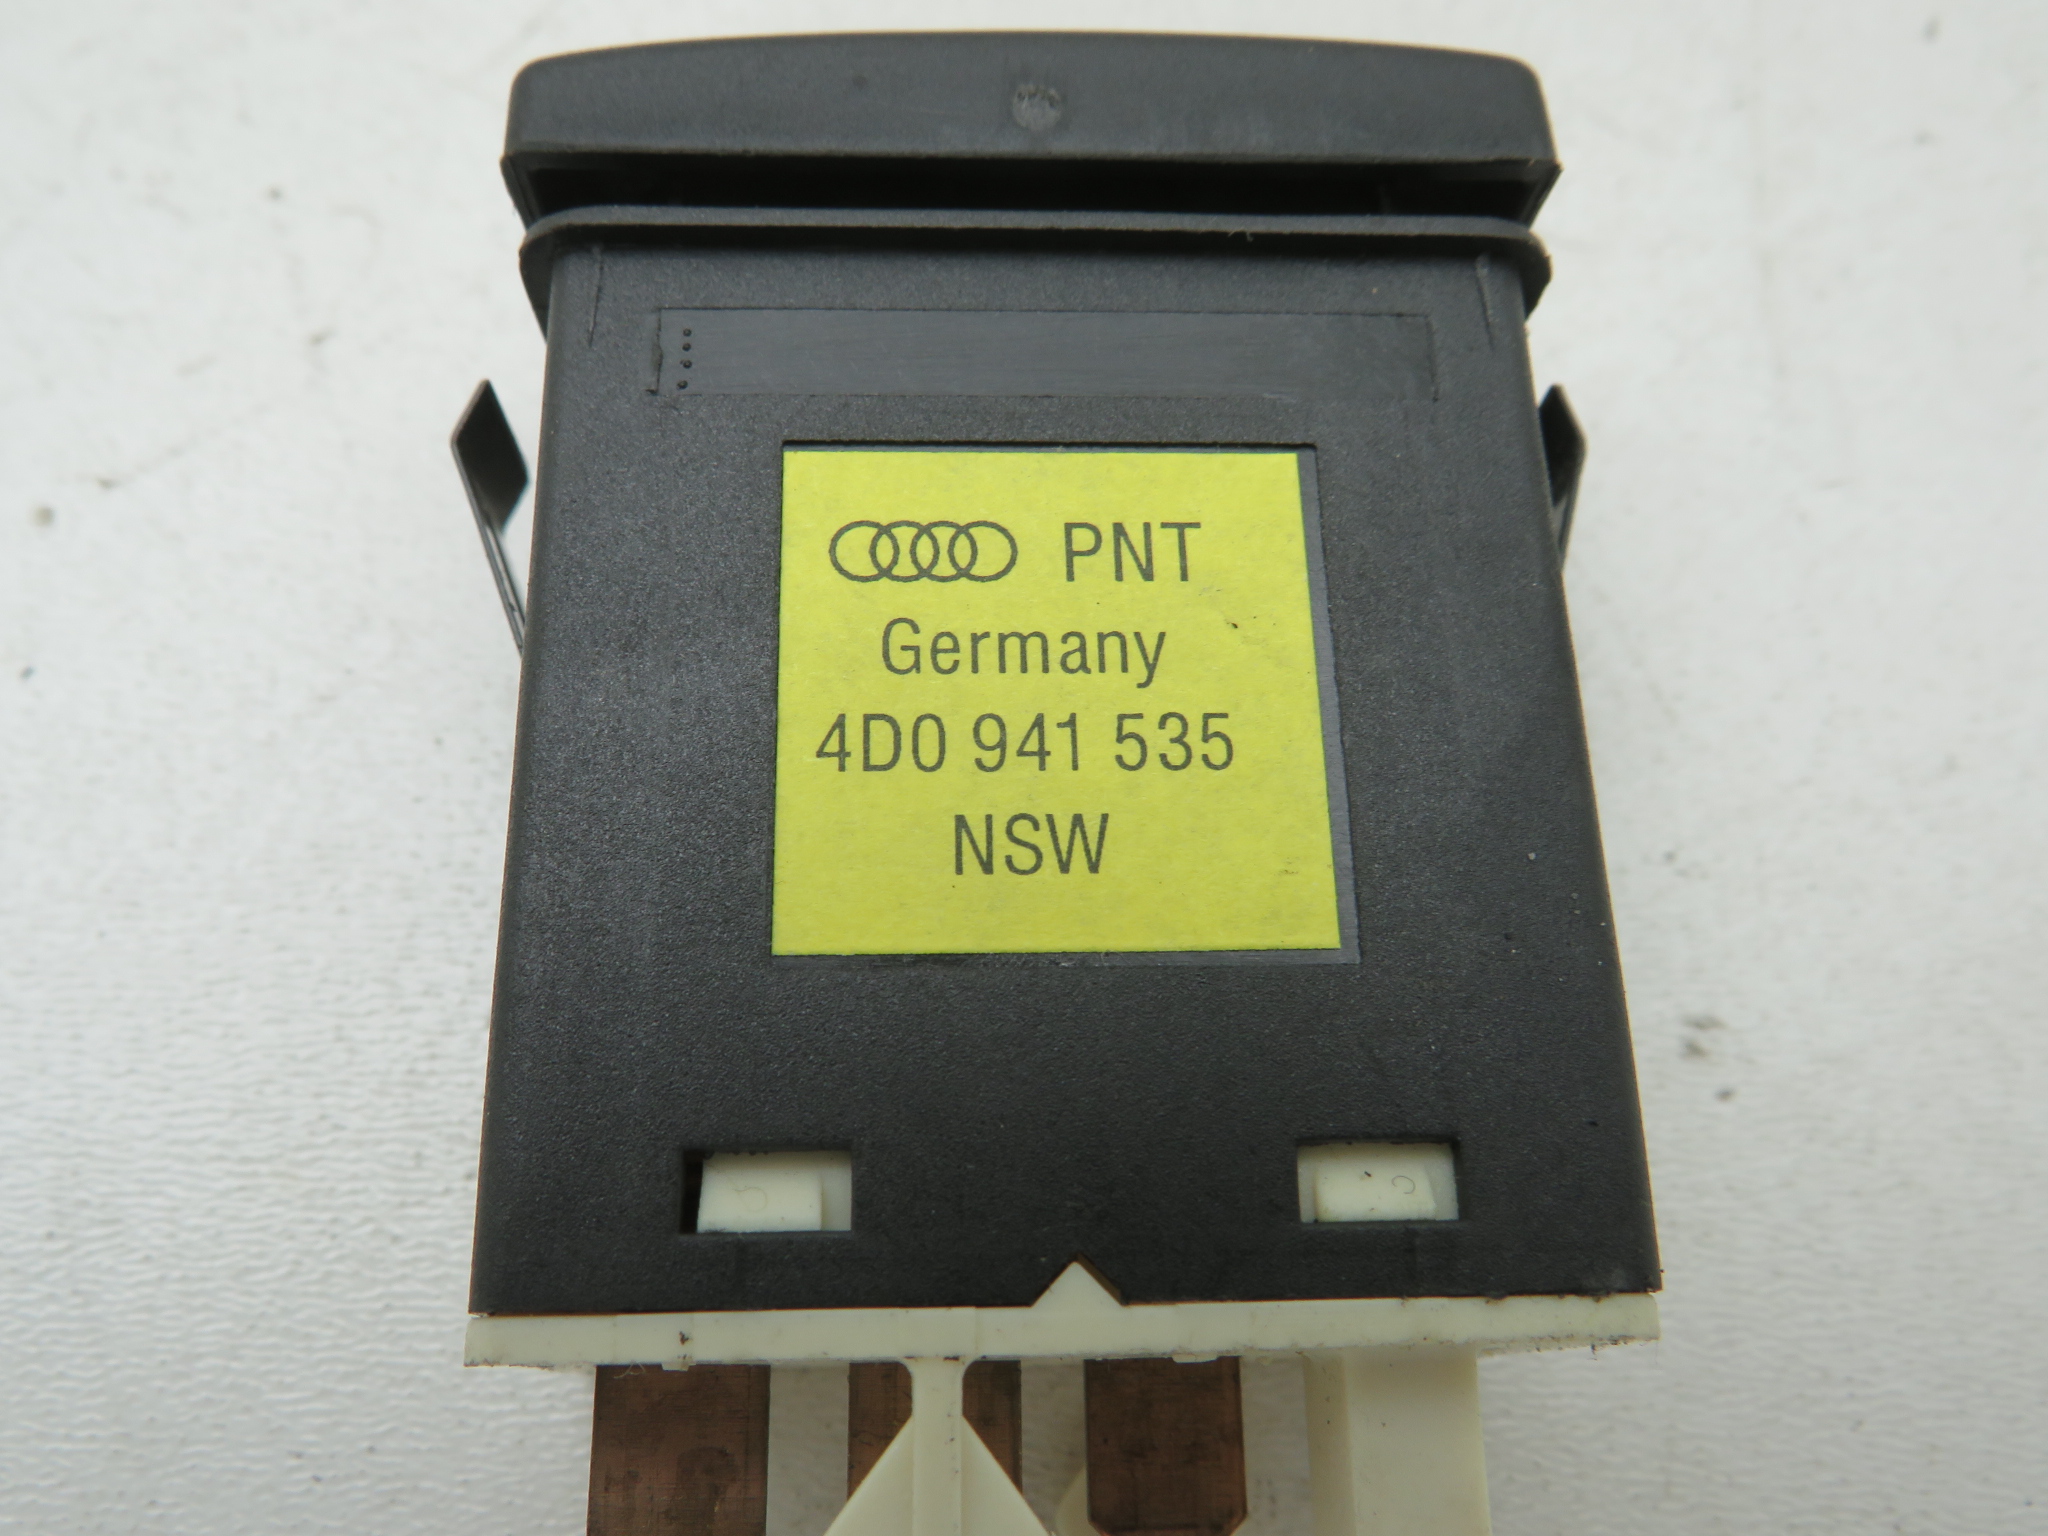 PNT
Germany
4D0 941 535
NSW